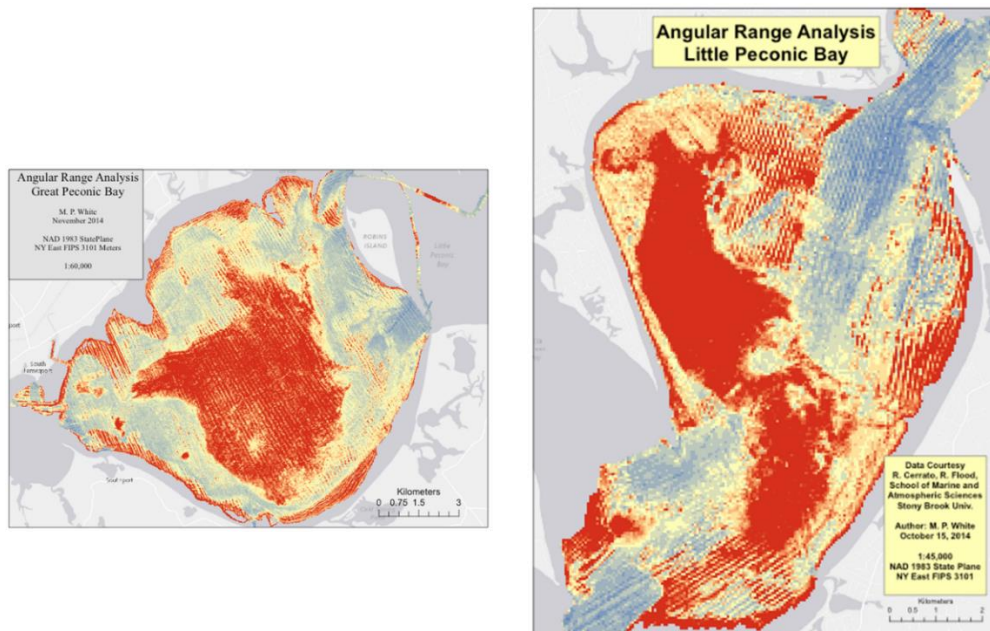 Angular Range Analysis
Great Peconic Bay
M. P. White
November 2014
NAD 1983 StatePlane
NY East FIPS 3101 Meters
1:60,000
ROBINS
ISLAND
Little
Peconic
Bay
port
South
Kilometers
0 0.75 1.5 3
Angular Range Analysis
Little Peconic Bay
Data Courtesy
R. Cerrato, R. Flood,
School of Marine and
Atmospheric Sciences
Stony Brook Univ.
Author: M. P. White
October 15, 2014
1:45,000
NAD 1983 State Plane
NY East FIPS 3101
Kilometers
0 0.5 1 2